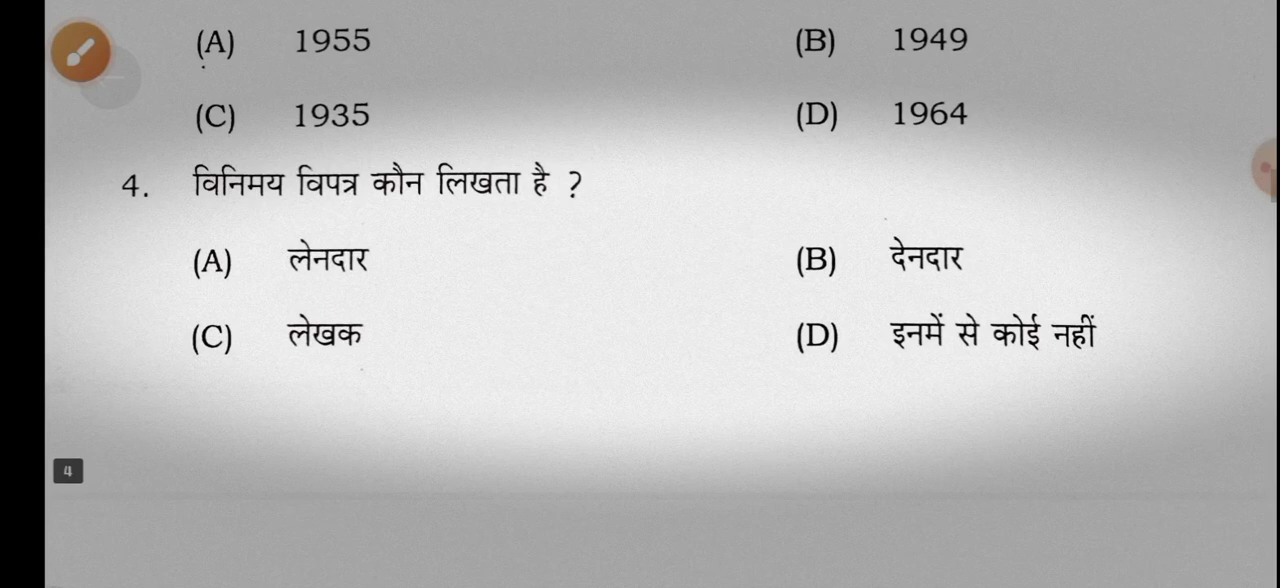 (A) 1955 (B) 1949
(C) 1935 (D) 1964
4. विनिमय विपत्र कौन लिखता है ?
(A) लेनदार (B) देनदार
(C) लेखक (D) इनमें से कोई नहीं
4